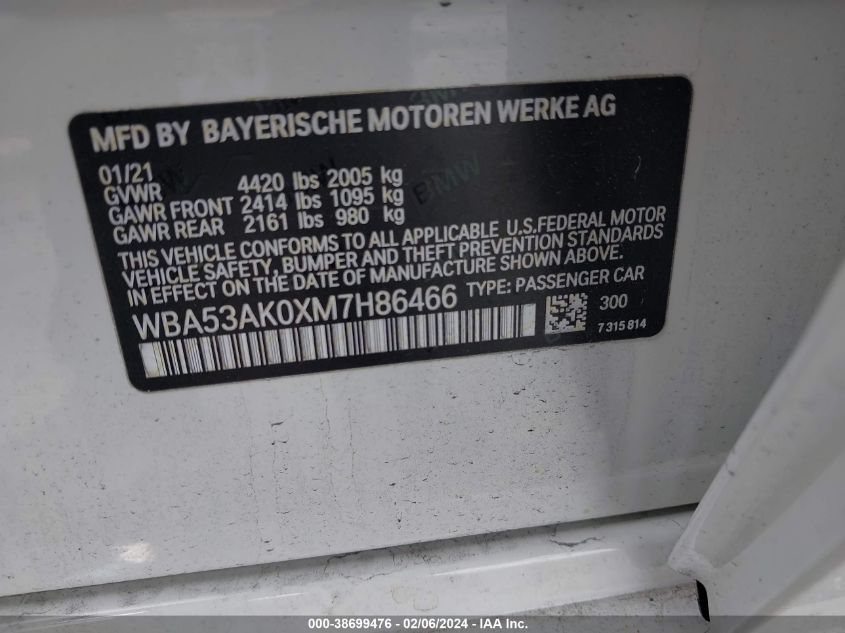 MFD BY BAYERISCHE MOTOREN WERKE AG
01/21
GVWR 4420 lbs 2005 kg
GAWR FRONT 2414 lbs 1095 kg
GAWR REAR 2161 lbs 980 kg
THIS VEHICLE CONFORMS TO ALL APPLICABLE U.S.FEDERAL MOTOR
VEHICLE SAFETY, BUMPER AND THEFT PREVENTION STANDARDS
IN EFFECT ON THE DATE OF MANUFACTURE SHOWN ABOVE.
WBA53AK0XM7H86466 TYPE: PASSENGER CAR
300
7 315 814
BMW
000-38699476 - 02/06/2024 - IAA Inc.